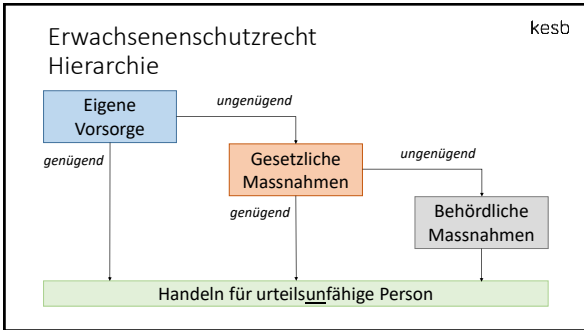 Erwachsenenschutzrecht
Hierarchie
kesb
Eigene
Vorsorge
ungenügend
genügend
Gesetzliche
Massnahmen
ungenügend
genügend
Behördliche
Massnahmen
Handeln für urteilsunfähige Person